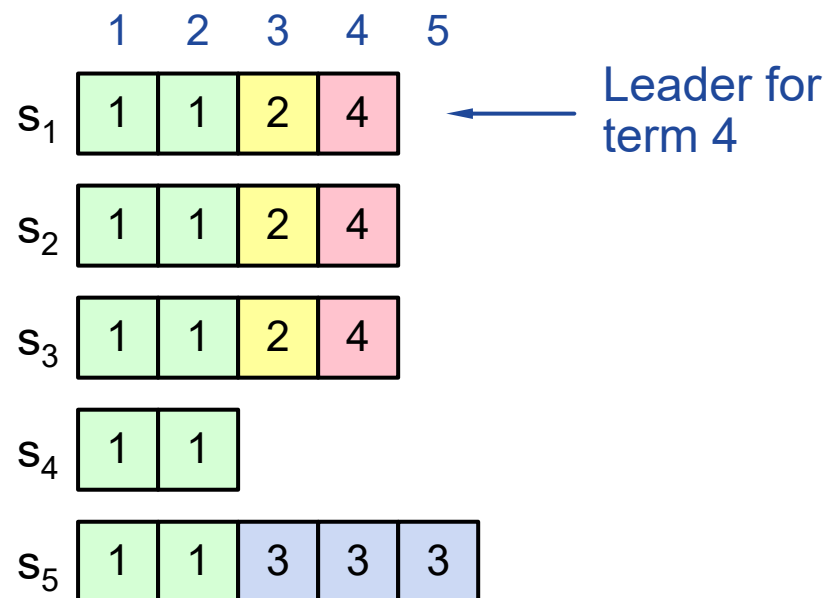 1 2 3 4 5
s1 1 1 2 4
Leader for
term 4
s2 1 1 2 4
s3 1 1 2 4
s4 1 1
s5 1 1 3 3 3